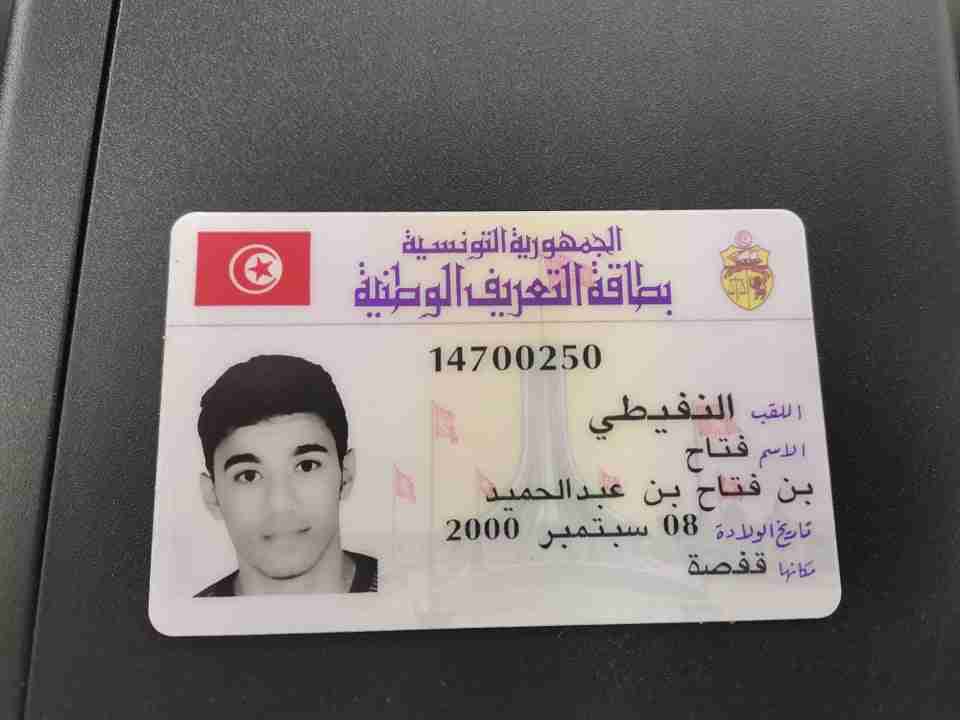 الجمهورية التونسية
بطاقة التعريف الوطنية
14700250
اللقب النفيطي
الاسم فتاح
بن فتاح بن عبدالحميد
تاريخ الولادة 08 سبتمبر 2000
مكانها قفصة